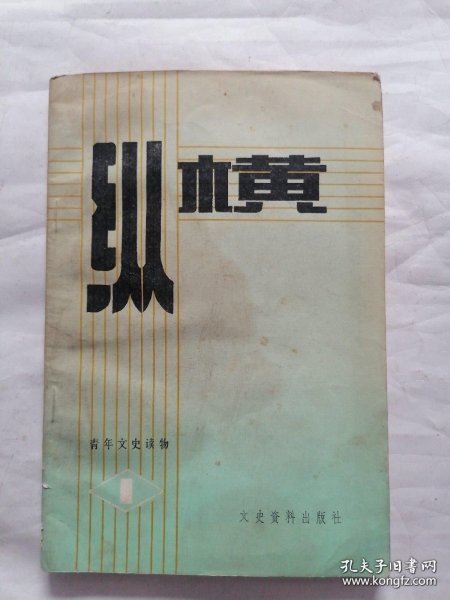 纵横
青年文史读物
1
文史资料出版社
孔夫子旧书网
www.kongfz.com